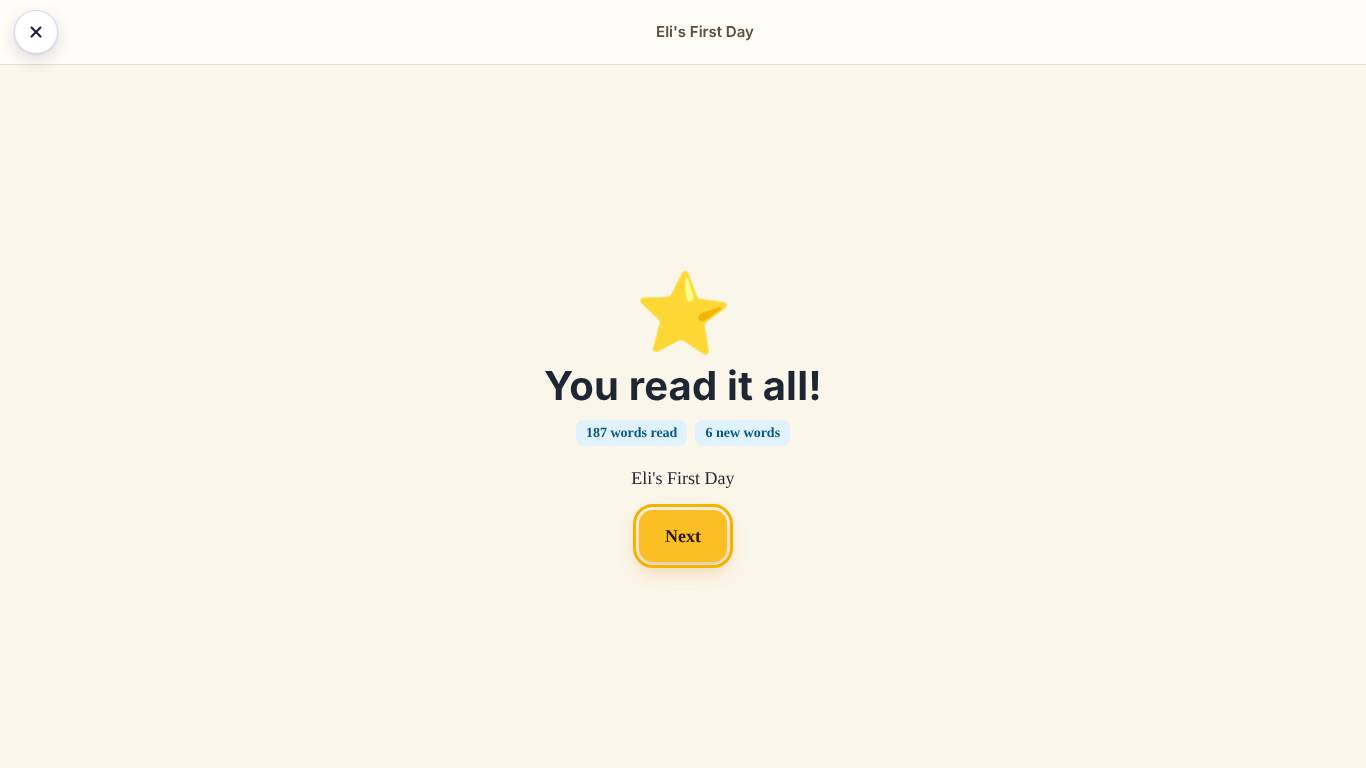 Eli's First Day
You read it all!
187 words read
6 new words
Eli's First Day
Next